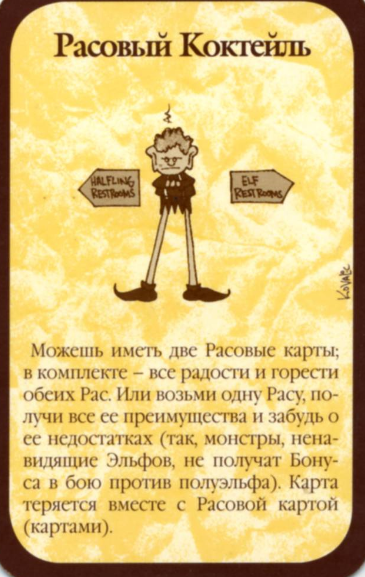 Расовый Коктейль
HALFLING
RESTROOMS
ELF
RESTROOMS
KOVALIC
Можешь иметь две Расовые карты;
в комплекте – все радости и горести
обеих Рас. Или возьми одну Расу, по-
лучи все ее преимущества и забудь о
ее недостатках (так, монстры, нена-
видящие Эльфов, не получат Бону-
са в бою против полуэльфа). Карта
теряется вместе с Расовой картой
(картами).